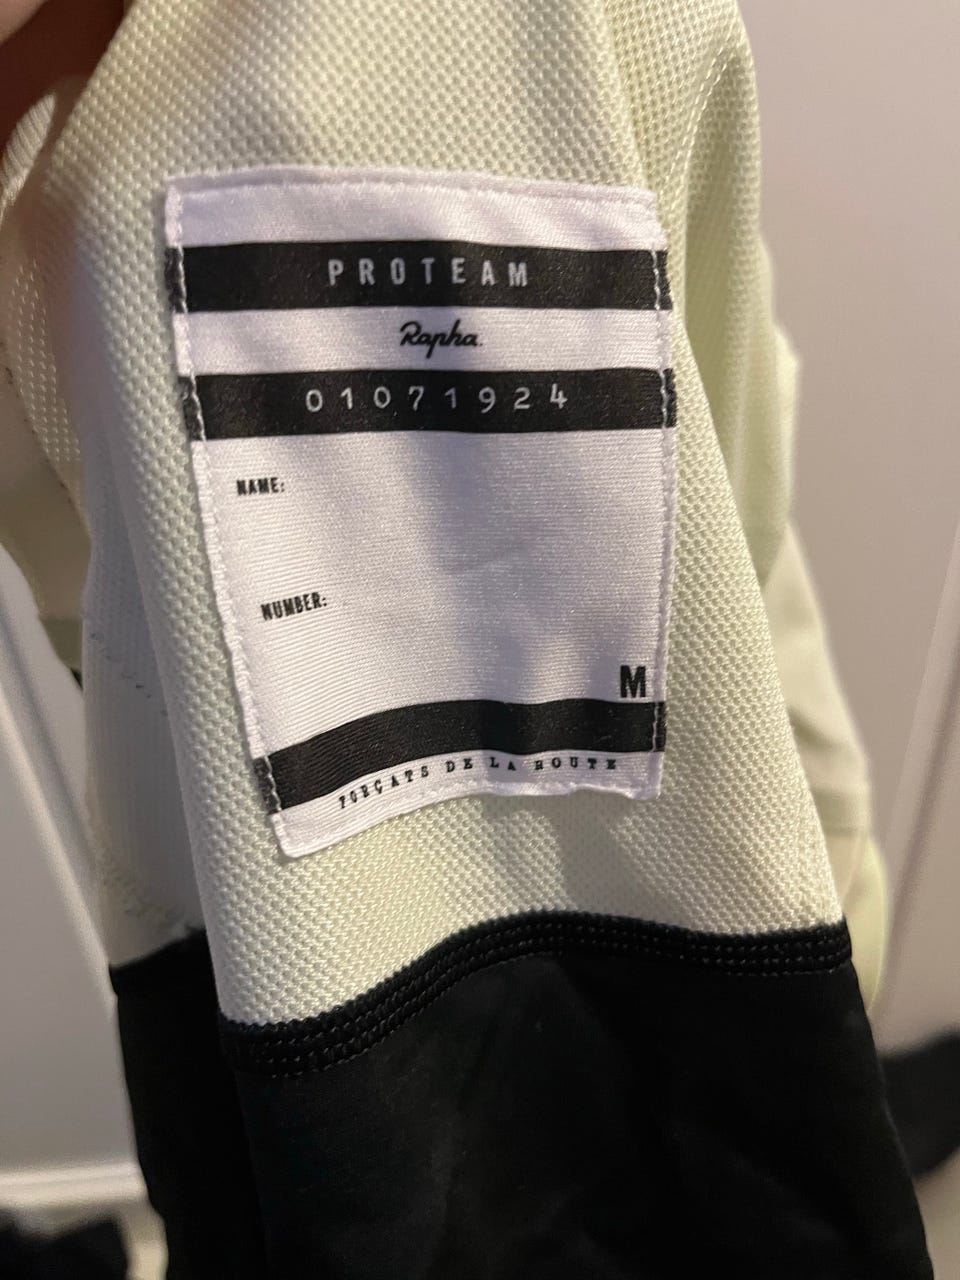 PROTEAM
Rapha.
01071924
NAME:
NUMBER:
M
FORÇATS DE LA ROUTE